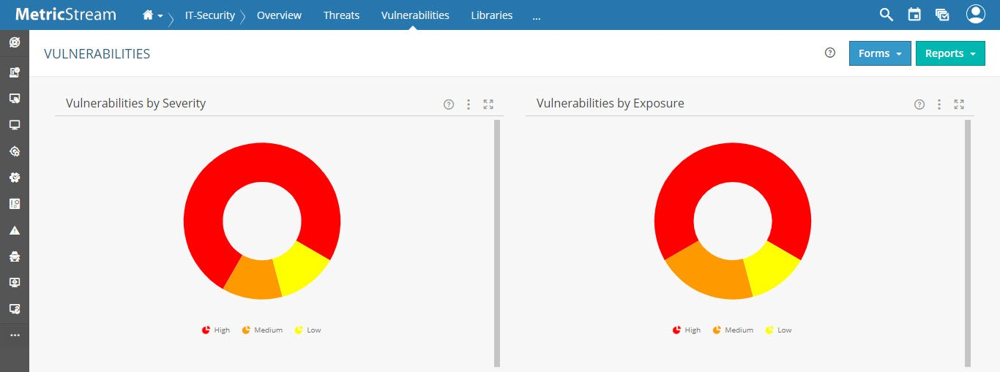 MetricStream IT-Security Overview Threats Vulnerabilities Libraries ...
VULNERABILITIES
Forms Reports
Vulnerabilities by Severity
Vulnerabilities by Exposure
High Medium Low
High Medium Low